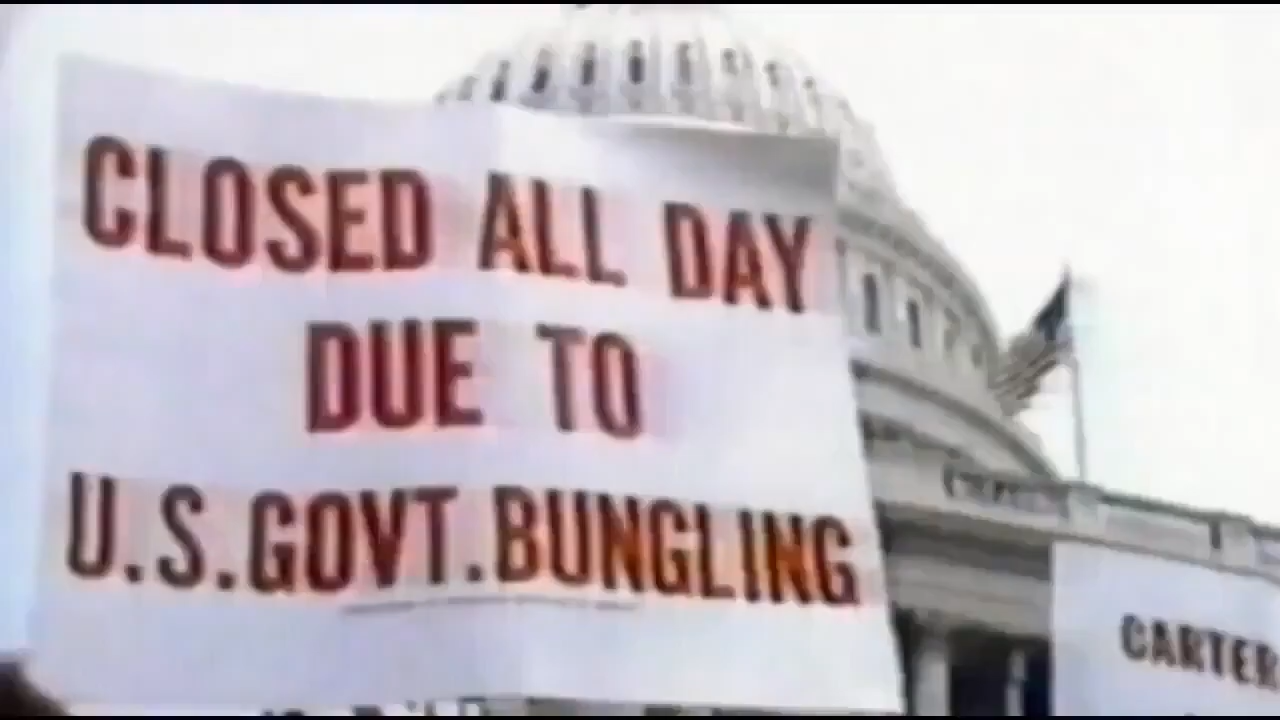 CLOSED ALL DAY
DUE TO
U.S. GOVT. BUNGLING
CARTER